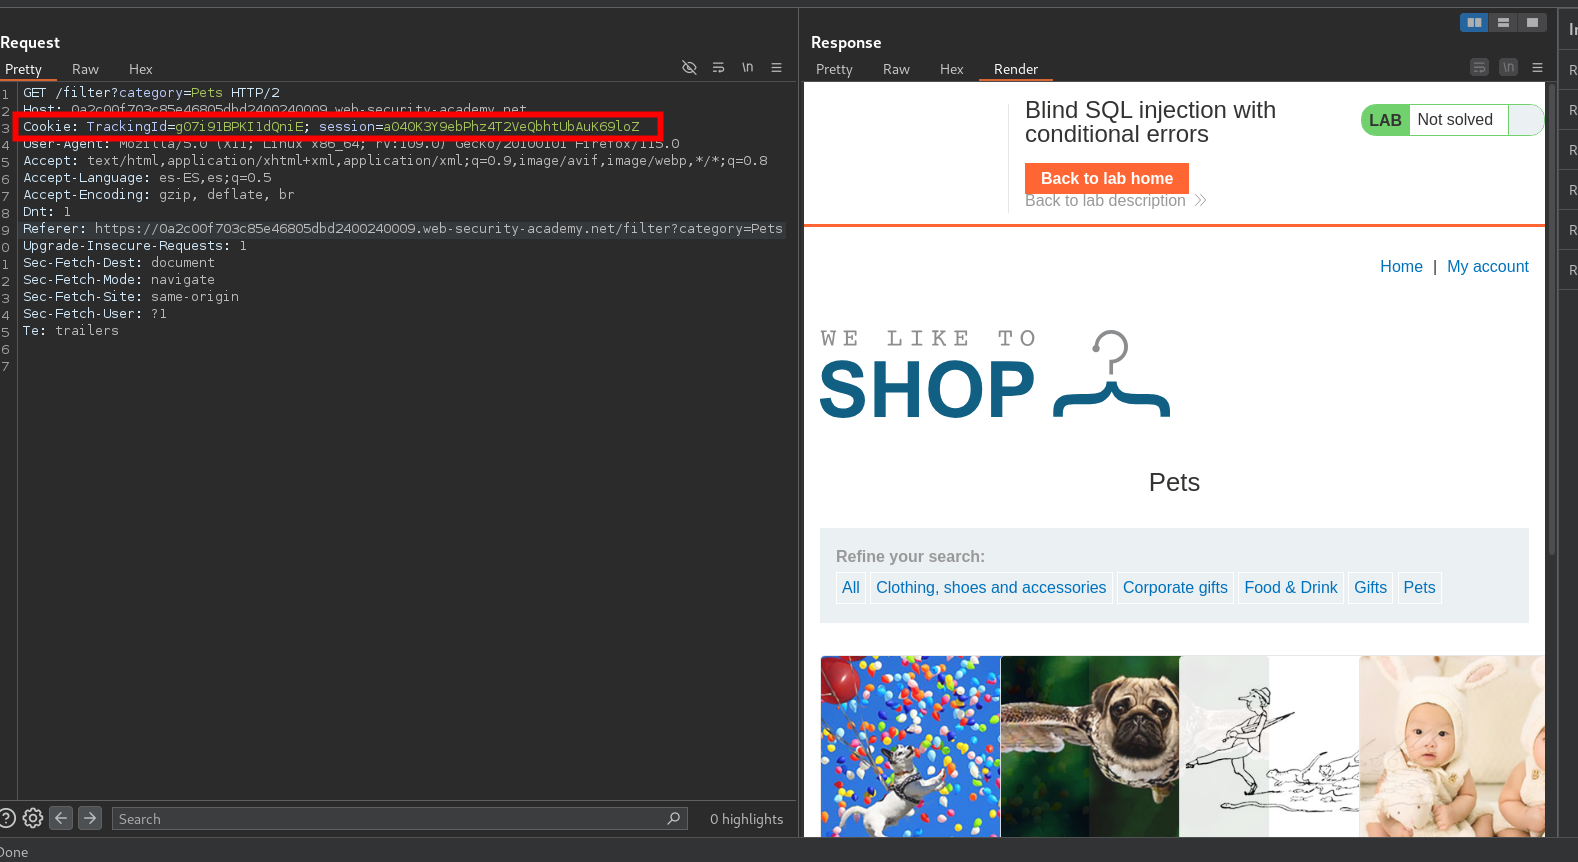 Request
Pretty Raw Hex
1 GET /filter?category=Pets HTTP/2
2 Host: 0a2c00f703c85e46805dbd2400240009.web-security-academy.net
3 Cookie: TrackingId=g07i91BPKI1dQniE; session=a040K3Y9ebPhz4T2VeQbhtUbAuK69loZ
4 User-Agent: Mozilla/5.0 (X11; Linux x86_64; rv:109.0) Gecko/20100101 Firefox/115.0
5 Accept: text/html,application/xhtml+xml,application/xml;q=0.9,image/avif,image/webp,*/*;q=0.8
6 Accept-Language: es-ES,es;q=0.5
7 Accept-Encoding: gzip, deflate, br
8 Dnt: 1
9 Referer: https://0a2c00f703c85e46805dbd2400240009.web-security-academy.net/filter?category=Pets
0 Upgrade-Insecure-Requests: 1
1 Sec-Fetch-Dest: document
2 Sec-Fetch-Mode: navigate
3 Sec-Fetch-Site: same-origin
4 Sec-Fetch-User: ?1
5 Te: trailers
6
7
Search
0 highlights
Done
Response
Pretty Raw Hex Render
\n
\n
Blind SQL injection with
conditional errors
LAB Not solved
Back to lab home
Back to lab description
Home | My account
WE LIKE TO
SHOP
Pets
Refine your search:
All Clothing, shoes and accessories Corporate gifts Food & Drink Gifts Pets
In
R
R
R
R
R
R